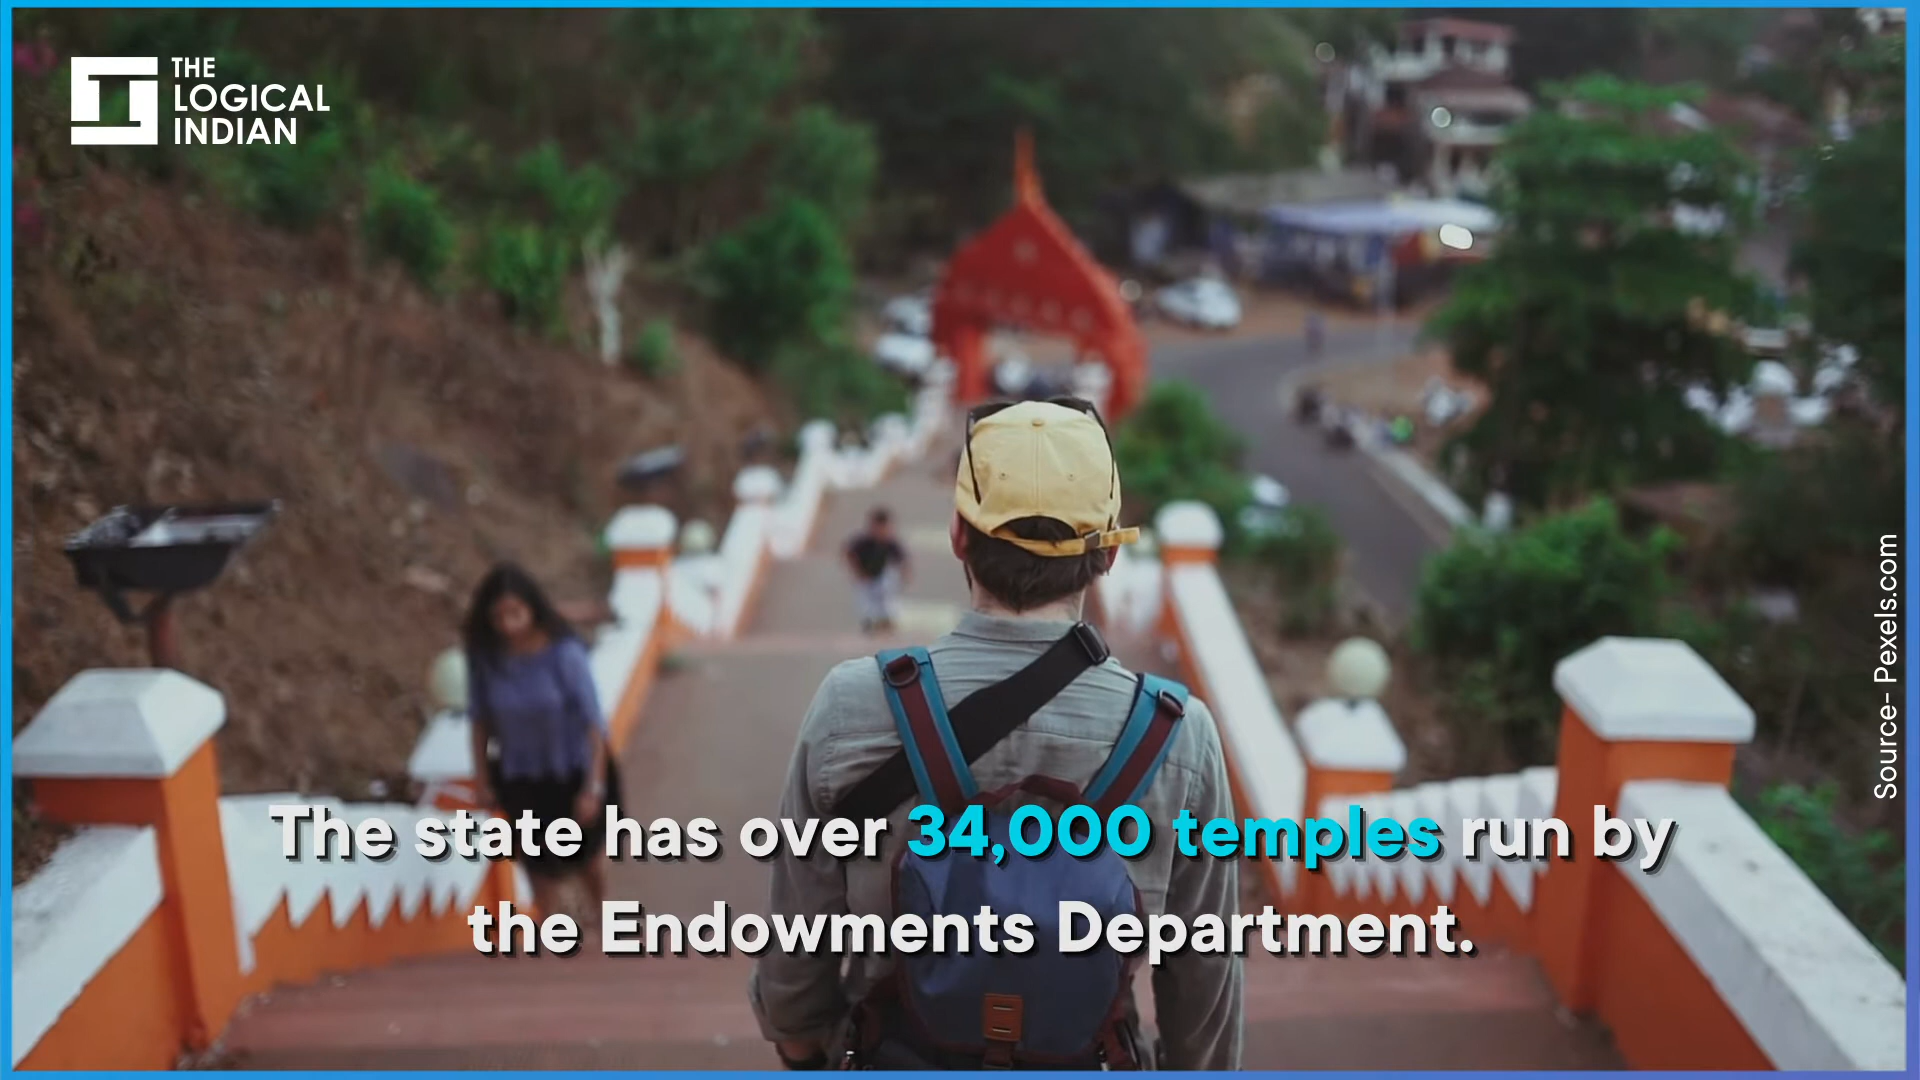 THE
LOGICAL
INDIAN
Source- Pexels.com
The state has over 34,000 temples run by
the Endowments Department.